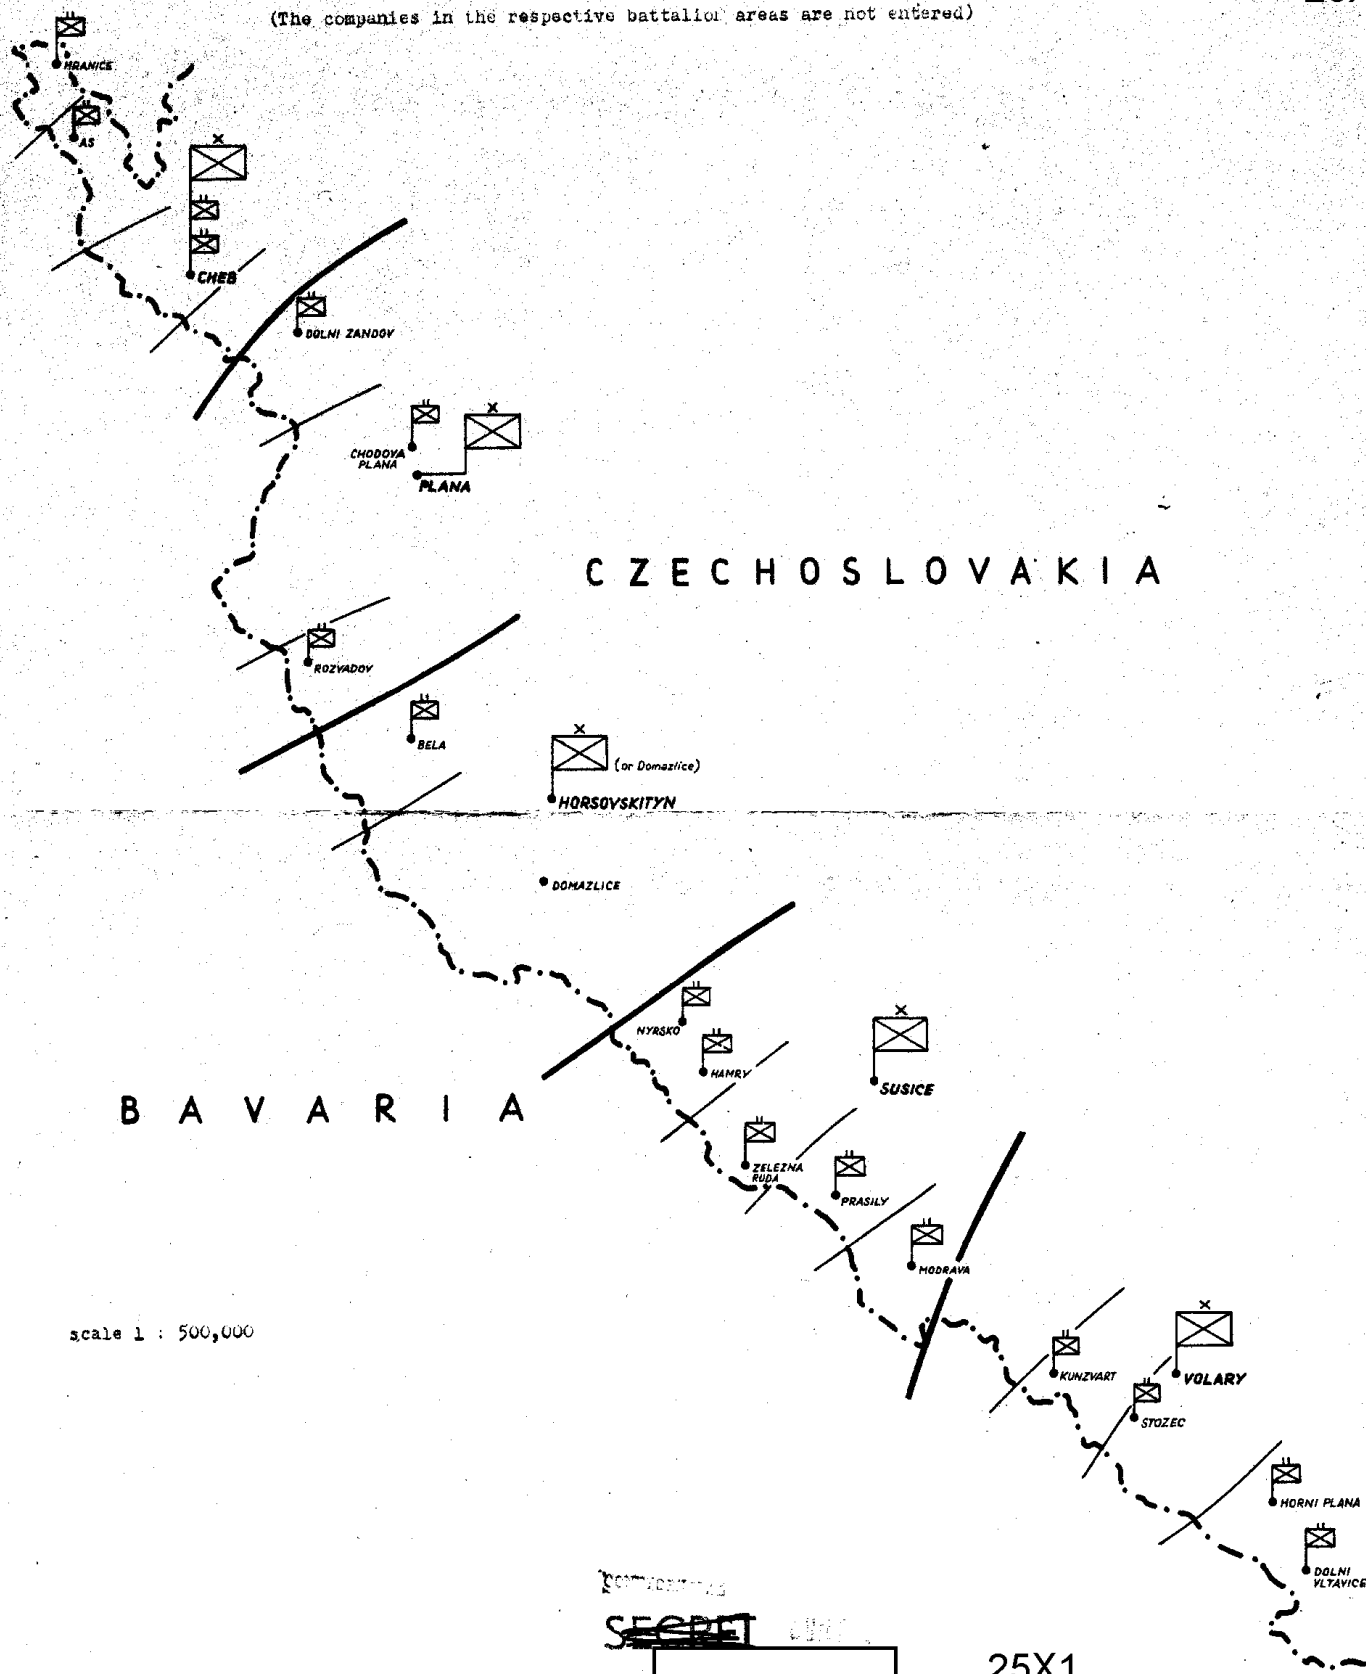 (The companies in the respective battalion areas are not entered)
HRANICE
AS
CHEB
DOLNI ZANDOV
CHODOVA
PLANA
PLANA
CZECHOSLOVAKIA
ROZVADOV
BELA
(or Domazlice)
HORSOVSKITYN
DOMAZLICE
NYRSKO
HAMRY
SUSICE
BAVARIA
ZELEZNA
RUDA
PRASILY
MODRAVA
scale 1 : 500,000
KUNZVART
VOLARY
STOZEC
HORNI PLANA
DOLNI
VLTAVICE
SECRET
25X1